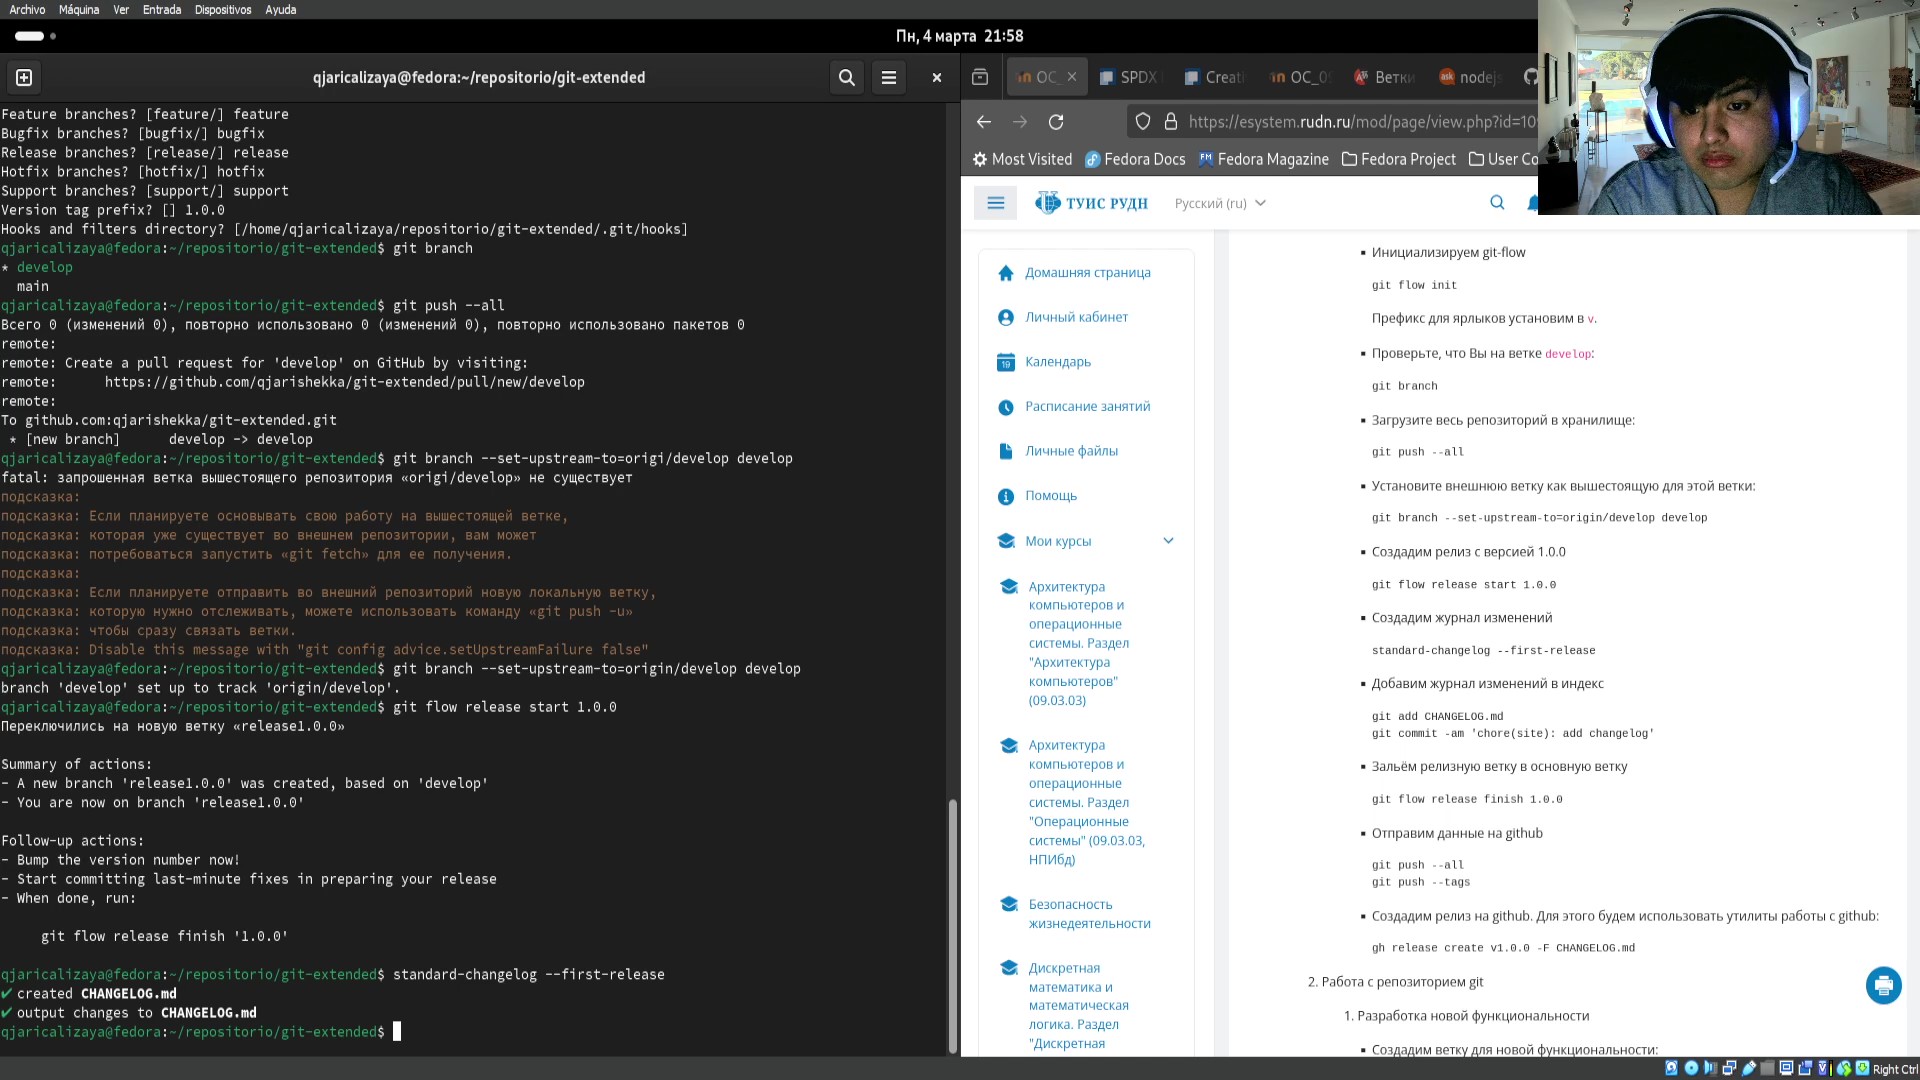 Archivo Máquina Ver Entrada Dispositivos Ayuda
Пн, 4 марта 21:58
qjaricalizaya@fedora:~/repositorio/git-extended
Feature branches? [feature/] feature
Bugfix branches? [bugfix/] bugfix
Release branches? [release/] release
Hotfix branches? [hotfix/] hotfix
Support branches? [support/] support
Version tag prefix? [] 1.0.0
Hooks and filters directory? [/home/qjaricalizaya/repositorio/git-extended/.git/hooks]
qjaricalizaya@fedora:~/repositorio/git-extended$ git branch
* develop
main
qjaricalizaya@fedora:~/repositorio/git-extended$ git push --all
Всего 0 (изменений 0), повторно использовано 0 (изменений 0), повторно использовано пакетов 0
remote:
remote: Create a pull request for 'develop' on GitHub by visiting:
remote:      https://github.com/qjarishekka/git-extended/pull/new/develop
remote:
To github.com:qjarishekka/git-extended.git
* [new branch]      develop -> develop
qjaricalizaya@fedora:~/repositorio/git-extended$ git branch --set-upstream-to=origi/develop develop
fatal: запрошенная ветка вышестоящего репозитория «origi/develop» не существует
подсказка:
подсказка: Если планируете основывать свою работу на вышестоящей ветке,
подсказка: которая уже существует во внешнем репозитории, вам может
подсказка: потребоваться запустить «git fetch» для ее получения.
подсказка:
подсказка: Если планируете отправить во внешний репозиторий новую локальную ветку,
подсказка: которую нужно отслеживать, можете использовать команду «git push -u»
подсказка: чтобы сразу связать ветки.
подсказка: Disable this message with "git config advice.setUpstreamFailure false"
qjaricalizaya@fedora:~/repositorio/git-extended$ git branch --set-upstream-to=origin/develop develop
branch 'develop' set up to track 'origin/develop'.
qjaricalizaya@fedora:~/repositorio/git-extended$ git flow release start 1.0.0
Переключились на новую ветку «release1.0.0»
Summary of actions:
- A new branch 'release1.0.0' was created, based on 'develop'
- You are now on branch 'release1.0.0'
Follow-up actions:
- Bump the version number now!
- Start committing last-minute fixes in preparing your release
- When done, run:
git flow release finish '1.0.0'
qjaricalizaya@fedora:~/repositorio/git-extended$ standard-changelog --first-release
✔ created CHANGELOG.md
✔ output changes to CHANGELOG.md
qjaricalizaya@fedora:~/repositorio/git-extended$
OC_ SPDX Creati OC_0 Ветки nodej
https://esystem.rudn.ru/mod/page/view.php?id=10
Most Visited Fedora Docs Fedora Magazine Fedora Project User Co
ТУИС РУДН Русский (ru)
Домашняя страница
Личный кабинет
19 Календарь
Расписание занятий
Личные файлы
Помощь
Мои курсы
Архитектура
компьютеров и
операционные
системы. Раздел
"Архитектура
компьютеров"
(09.03.03)
Архитектура
компьютеров и
операционные
системы. Раздел
"Операционные
системы" (09.03.03,
НПИбд)
Безопасность
жизнедеятельности
Дискретная
математика и
математическая
логика. Раздел
"Дискретная
▪ Инициализируем git-flow
git flow init
Префикс для ярлыков установим в v.
▪ Проверьте, что Вы на ветке develop:
git branch
▪ Загрузите весь репозиторий в хранилище:
git push --all
▪ Установите внешнюю ветку как вышестоящую для этой ветки:
git branch --set-upstream-to=origin/develop develop
▪ Создадим релиз с версией 1.0.0
git flow release start 1.0.0
▪ Создадим журнал изменений
standard-changelog --first-release
▪ Добавим журнал изменений в индекс
git add CHANGELOG.md
git commit -am 'chore(site): add changelog'
▪ Зальём релизную ветку в основную ветку
git flow release finish 1.0.0
▪ Отправим данные на github
git push --all
git push --tags
▪ Создадим релиз на github. Для этого будем использовать утилиты работы с github:
gh release create v1.0.0 -F CHANGELOG.md
2. Работа с репозиторием git
1. Разработка новой функциональности
▪ Создадим ветку для новой функциональности:
Right Ctrl